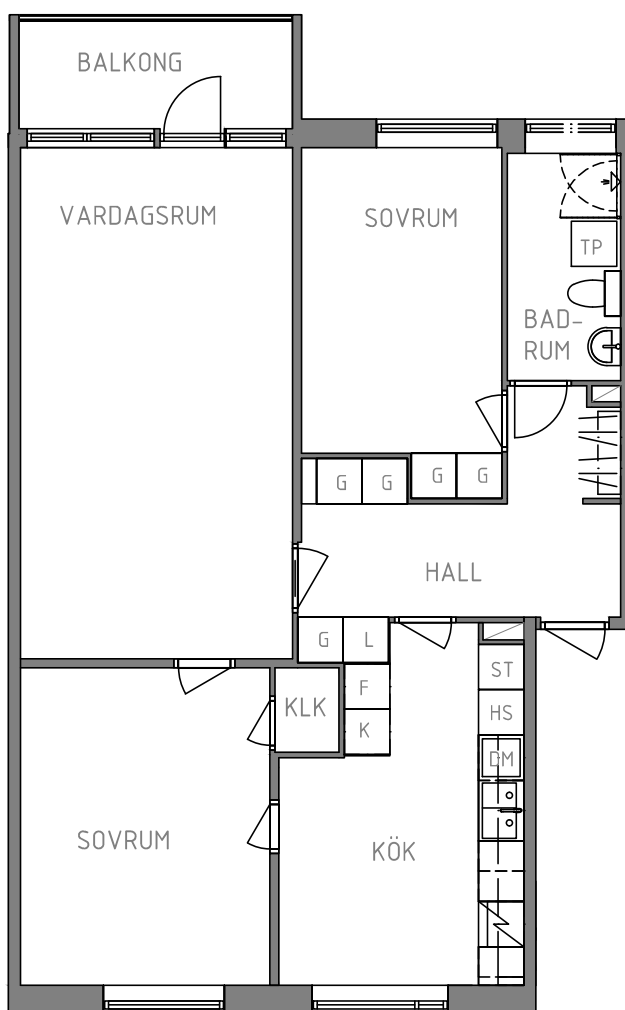 BALKONG
VARDAGSRUM
SOVRUM
TP
BAD-
RUM
G
G
G
G
HALL
G
L
ST
F
KLK
HS
K
DM
SOVRUM
KÖK